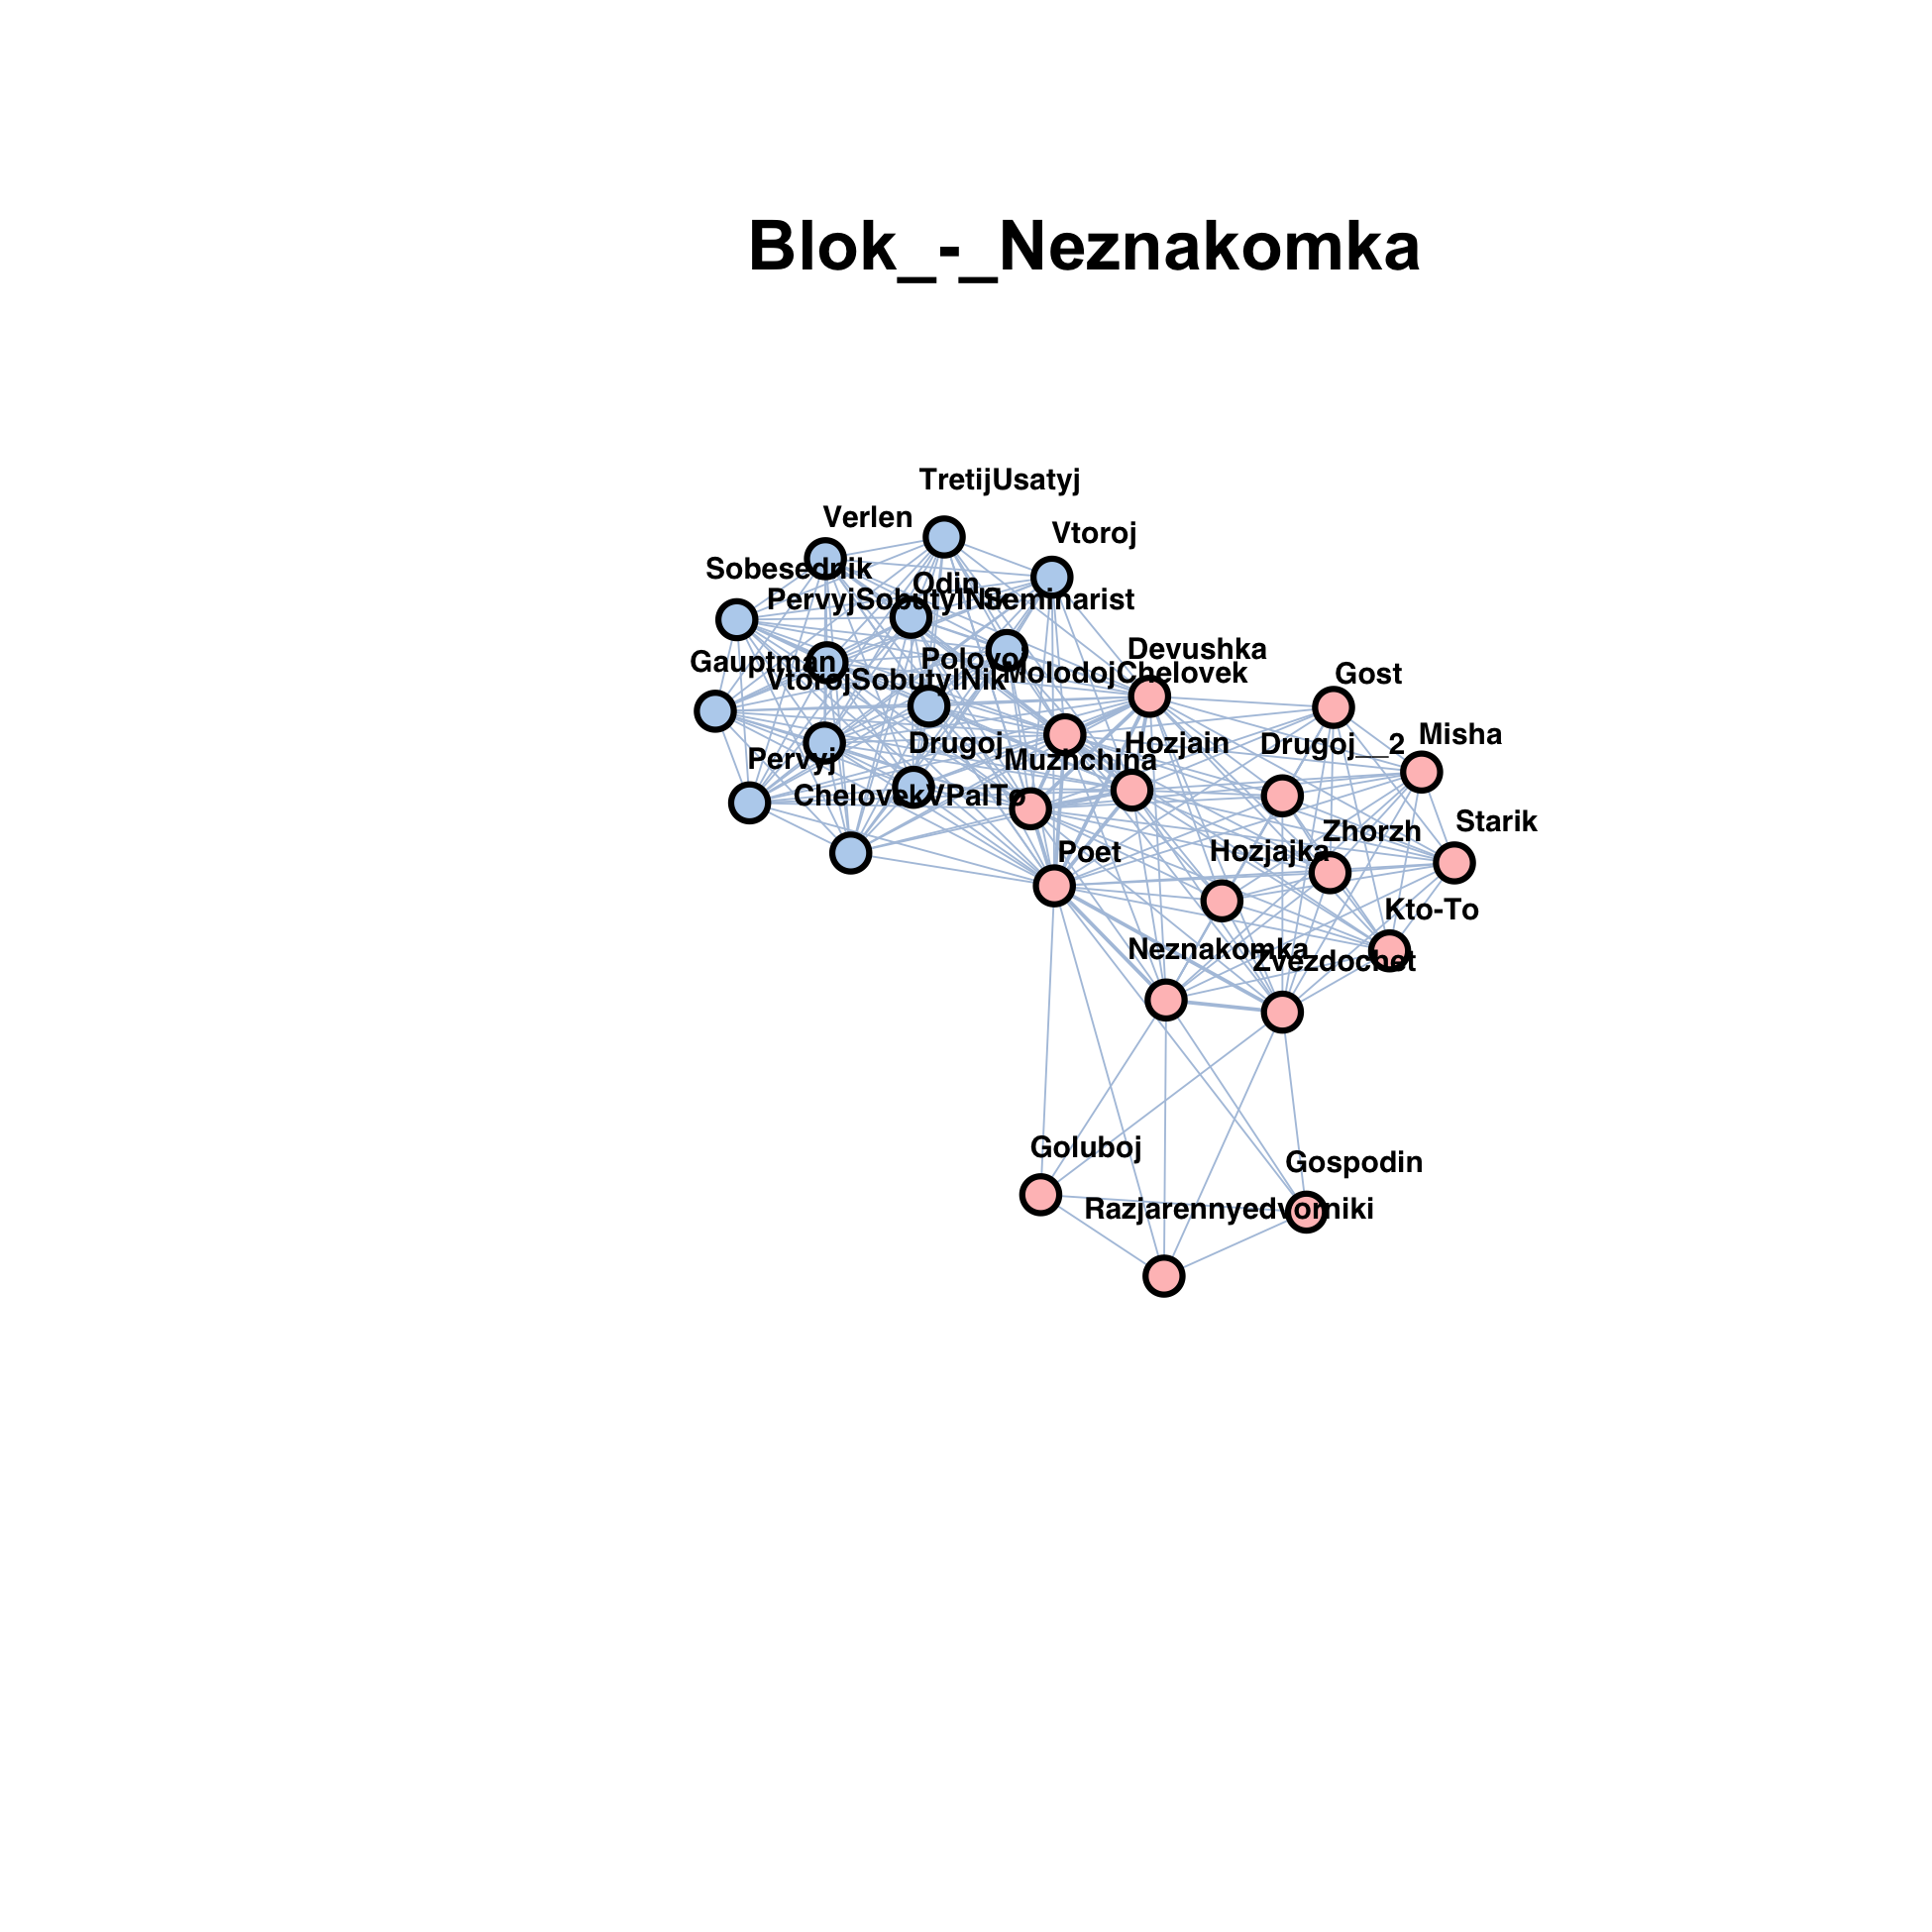 Blok_-_Neznakomka
TretijUsatyj
Verlen
Vtoroj
Sobesednik
Odin
PervyjSobutylNik
Seminarist
Devushka
Gauptman
Polovoj
MolodojChelovek
Gost
VtorojSobutylNik
Misha
Drugoj
Hozjain
Drugoj__2
Pervyj
Muzhchina
ChelovekVPalTo
Starik
Zhorzh
Poet
Hozjajka
Kto-To
Neznakomka
Zvezdochet
Goluboj
Gospodin
Razjarennyedvorniki